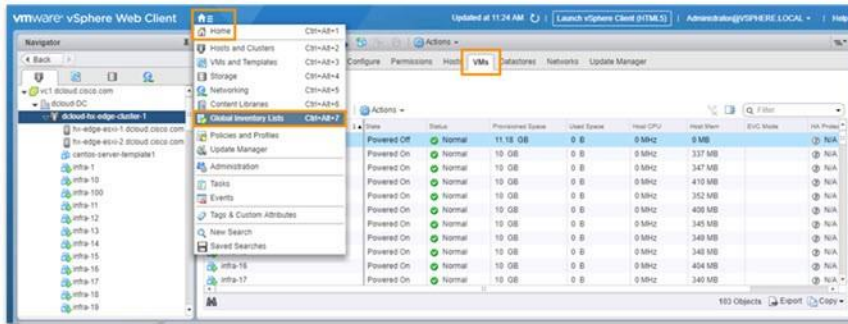 vmware vSphere Web Client
Updated at 11:24 AM
Launch vSphere Client (HTML5)
Administrator@VSPHERE.LOCAL
Help
Navigator
Back
vc1.dcloud.cisco.com
dcloud-DC
dcloud-hx-edge-cluster-1
hx-edge-esxi-1.dcloud.cisco.com
hx-edge-esxi-2.dcloud.cisco.com
centos-server-template1
infra-1
infra-10
infra-100
infra-11
infra-12
infra-13
infra-14
infra-15
infra-16
infra-17
infra-18
infra-19
Home Ctrl+Alt+1
Hosts and Clusters Ctrl+Alt+2
VMs and Templates Ctrl+Alt+3
Storage Ctrl+Alt+4
Networking Ctrl+Alt+5
Content Libraries Ctrl+Alt+6
Global Inventory Lists Ctrl+Alt+7
Policies and Profiles
Update Manager
Administration
Tasks
Events
Tags & Custom Attributes
New Search
Saved Searches
Actions
Configure Permissions Hosts VMs Datastores Networks Update Manager
Actions
Filter
1 State Status Provisioned Space Used Space Host CPU Host Mem EVC Mode HA Protec
Powered Off Normal 11.18 GB 0 B 0 MHz 0 MB N/A
Powered On Normal 10 GB 0 B 0 MHz 337 MB N/A
Powered On Normal 10 GB 0 B 0 MHz 347 MB N/A
Powered On Normal 10 GB 0 B 0 MHz 410 MB N/A
Powered On Normal 10 GB 0 B 0 MHz 352 MB N/A
Powered On Normal 10 GB 0 B 0 MHz 408 MB N/A
Powered On Normal 10 GB 0 B 0 MHz 345 MB N/A
Powered On Normal 10 GB 0 B 0 MHz 349 MB N/A
Powered On Normal 10 GB 0 B 0 MHz 348 MB N/A
infra-16 Powered On Normal 10 GB 0 B 0 MHz 404 MB N/A
infra-17 Powered On Normal 10 GB 0 B 0 MHz 340 MB N/A
103 Objects Export Copy